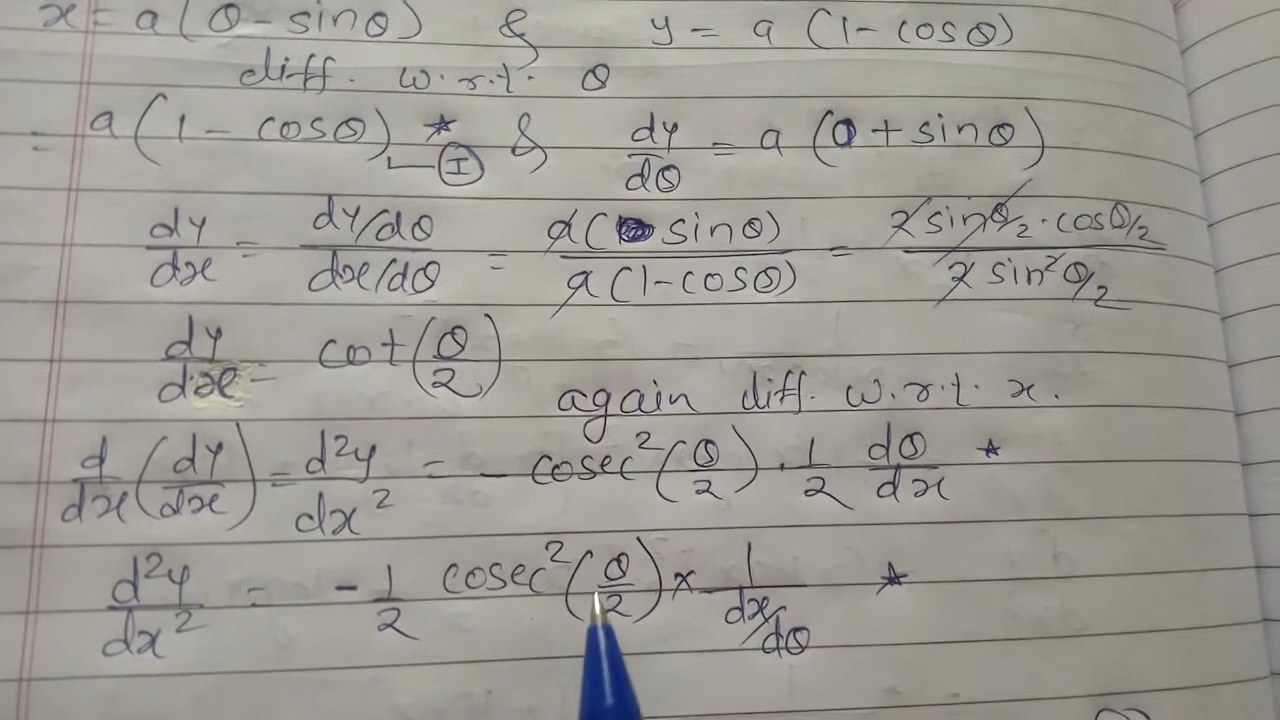 x = a(θ - sinθ) & y = a (1 - cosθ)
diff. w.r.t. θ
= a(1 - cosθ) ★ — Ⓘ & dy/dθ = a (0 + sinθ)
dy/dx = (dy/dθ)/(dx/dθ) = a( sinθ)/a(1 - cosθ) = 2 sinθ/2 · cosθ/2 / 2 sin²θ/2
dy/dx = cot(θ/2)
again diff. w.r.t. x.
d/dx (dy/dx) = d²y/dx² = - cosec²(θ/2) · 1/2 dθ/dx ★
d²y/dx² = - 1/2 cosec²(θ/2) × 1/(dx/dθ) ★